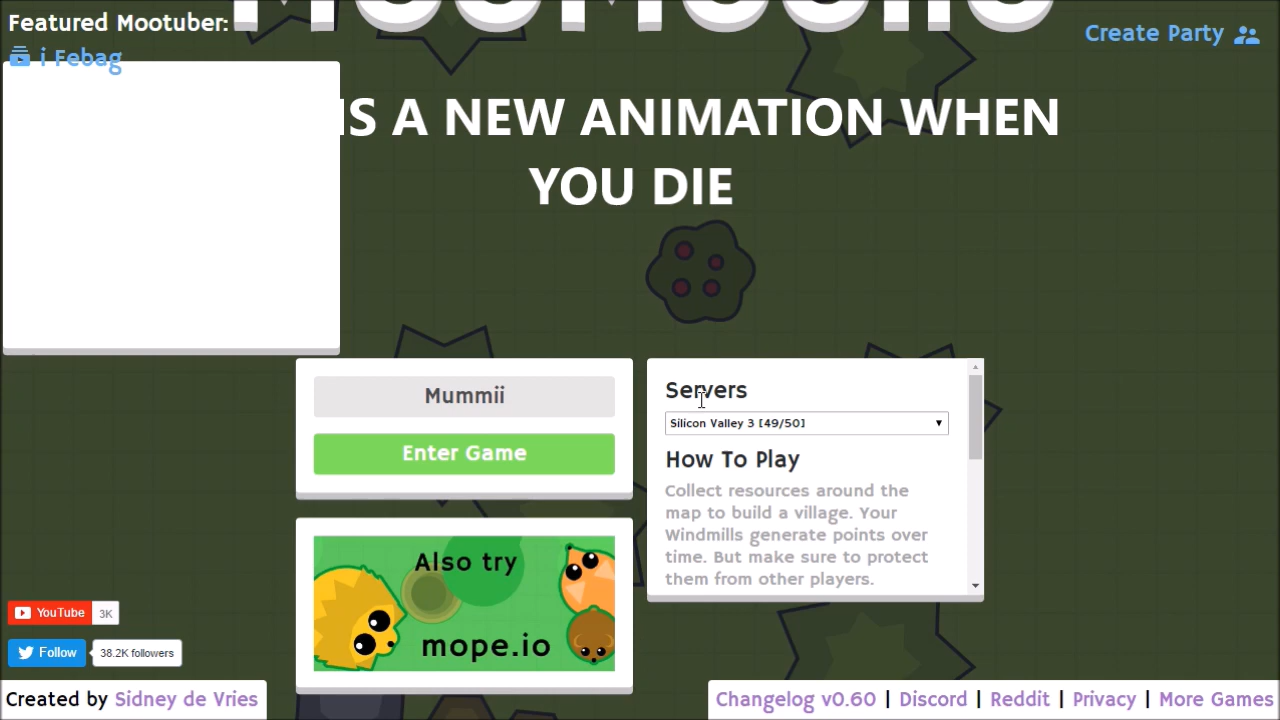 Featured Mootuber:
i Febag
Create Party
IS A NEW ANIMATION WHEN
YOU DIE
Mummii
Enter Game
Servers
Silicon Valley 3 [49/50]
How To Play
Collect resources around the
map to build a village. Your
Windmills generate points over
time. But make sure to protect
them from other players.
Also try
mope.io
YouTube 3K
Follow 38.2K followers
Created by Sidney de Vries
Changelog v0.60 | Discord | Reddit | Privacy | More Games